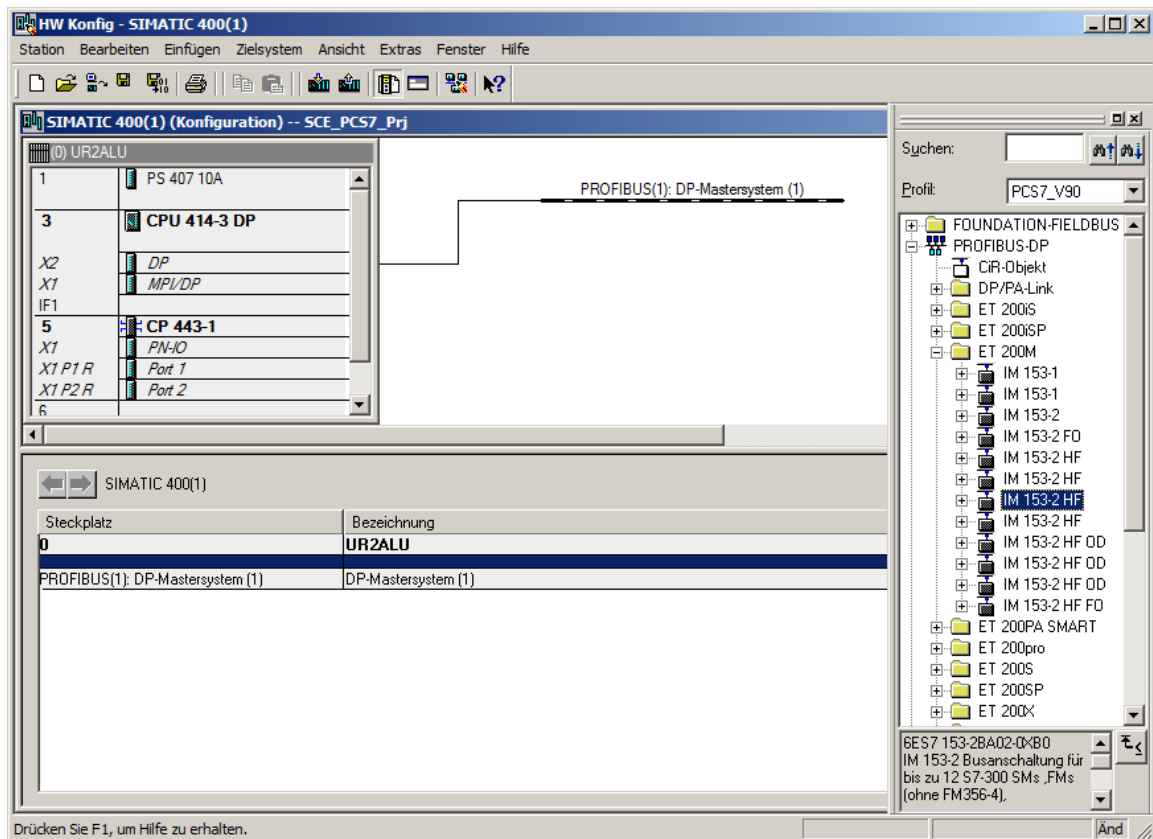 HW Konfig - SIMATIC 400(1)
Station Bearbeiten Einfügen Zielsystem Ansicht Extras Fenster Hilfe
SIMATIC 400(1) (Konfiguration) -- SCE_PCS7_Prj
(0) UR2ALU
1 PS 407 10A
3 CPU 414-3 DP
X2 DP
X1 MPI/DP
IF1
5 CP 443-1
X1 PN-IO
X1 P1 R Port 1
X1 P2 R Port 2
6
PROFIBUS(1): DP-Mastersystem (1)
SIMATIC 400(1)
Steckplatz Bezeichnung
0 UR2ALU
PROFIBUS(1): DP-Mastersystem (1) DP-Mastersystem (1)
Suchen:
Profil: PCS7_V90
FOUNDATION-FIELDBUS
PROFIBUS-DP
CiR-Objekt
DP/PA-Link
ET 200iS
ET 200iSP
ET 200M
IM 153-1
IM 153-1
IM 153-2
IM 153-2 FO
IM 153-2 HF
IM 153-2 HF
IM 153-2 HF
IM 153-2 HF
IM 153-2 HF OD
IM 153-2 HF OD
IM 153-2 HF OD
IM 153-2 HF FO
ET 200PA SMART
ET 200pro
ET 200S
ET 200SP
ET 200X
6ES7 153-2BA02-0XB0
IM 153-2 Busanschaltung für
bis zu 12 S7-300 SMs ,FMs
(ohne FM356-4),
Drücken Sie F1, um Hilfe zu erhalten.
Änd